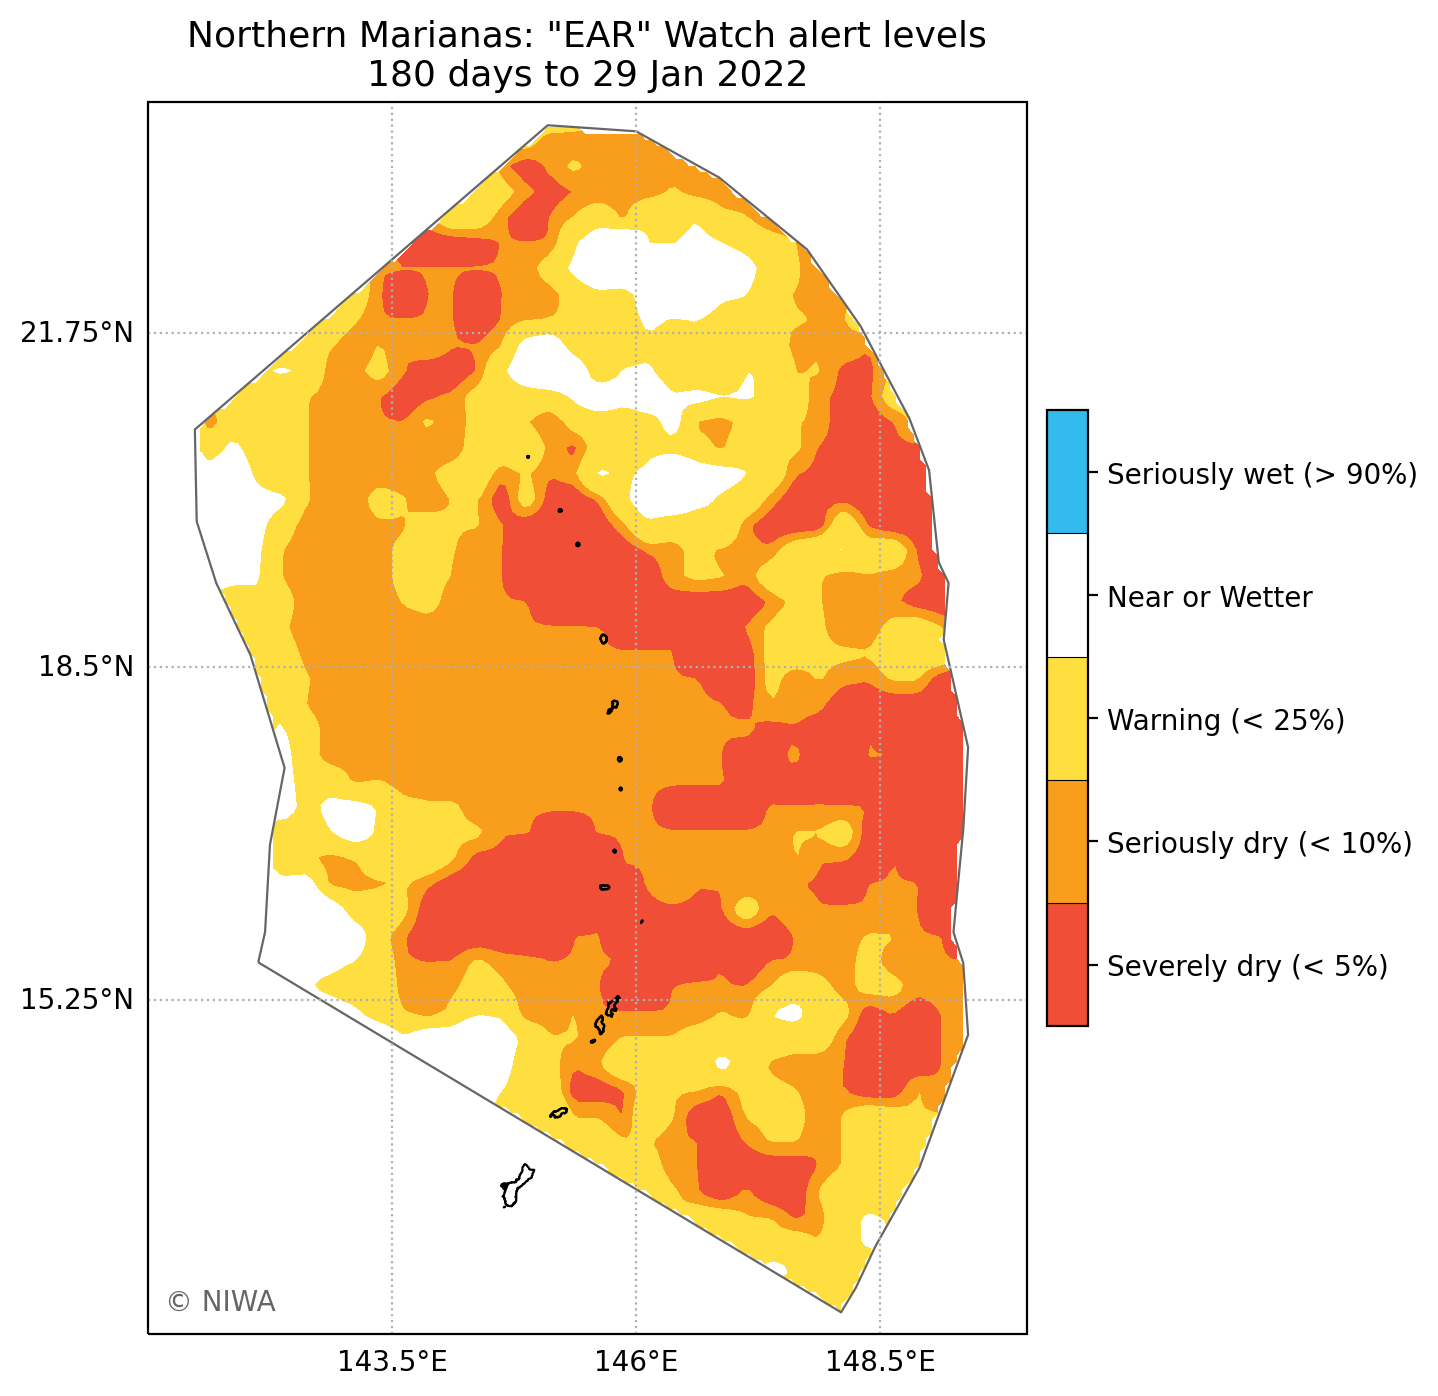 Northern Marianas: "EAR" Watch alert levels
180 days to 29 Jan 2022
21.75°N
18.5°N
15.25°N
143.5°E
146°E
148.5°E
Seriously wet (> 90%)
Near or Wetter
Warning (< 25%)
Seriously dry (< 10%)
Severely dry (< 5%)
© NIWA